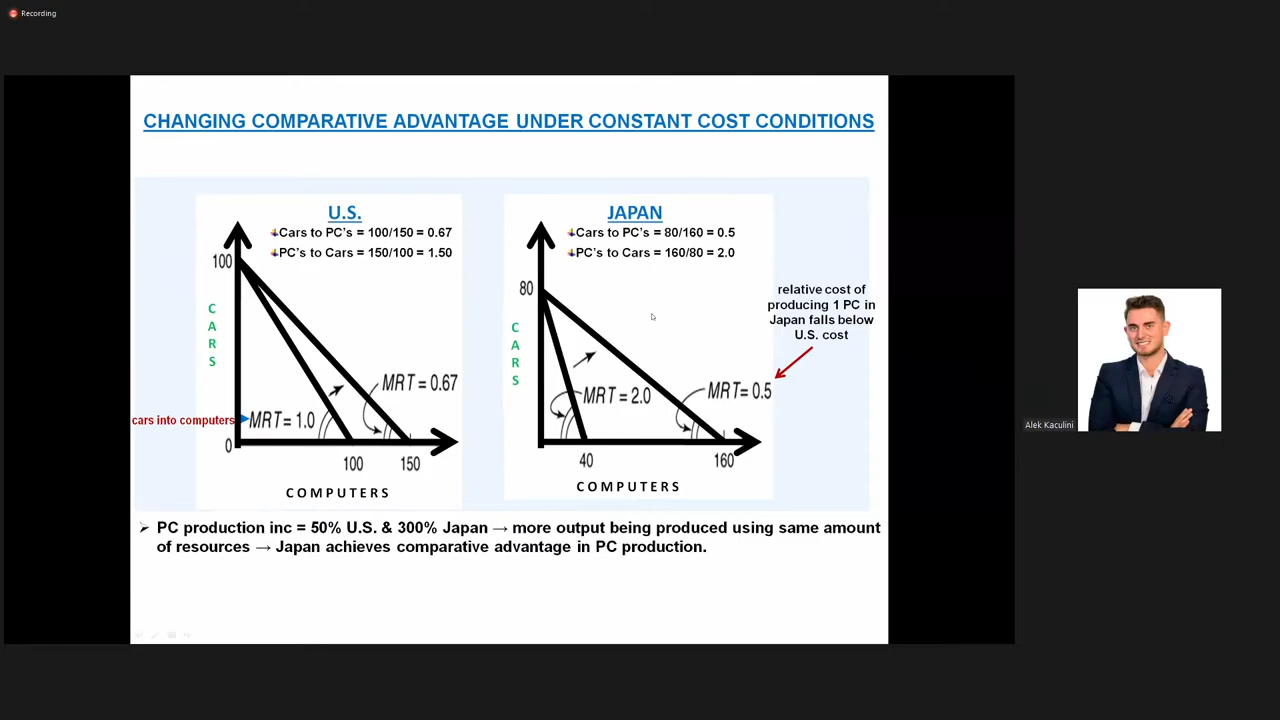 Recording
CHANGING COMPARATIVE ADVANTAGE UNDER CONSTANT COST CONDITIONS
U.S.
Cars to PC's = 100/150 = 0.67
PC's to Cars = 150/100 = 1.50
100
C
A
R
S
MRT = 0.67
cars into computers
MRT = 1.0
0
100
150
COMPUTERS
JAPAN
Cars to PC's = 80/160 = 0.5
PC's to Cars = 160/80 = 2.0
80
C
A
R
S
MRT = 2.0
MRT= 0.5
40
160
COMPUTERS
relative cost of
producing 1 PC in
Japan falls below
U.S. cost
PC production inc = 50% U.S. & 300% Japan → more output being produced using same amount
of resources → Japan achieves comparative advantage in PC production.
Alek Kaculini